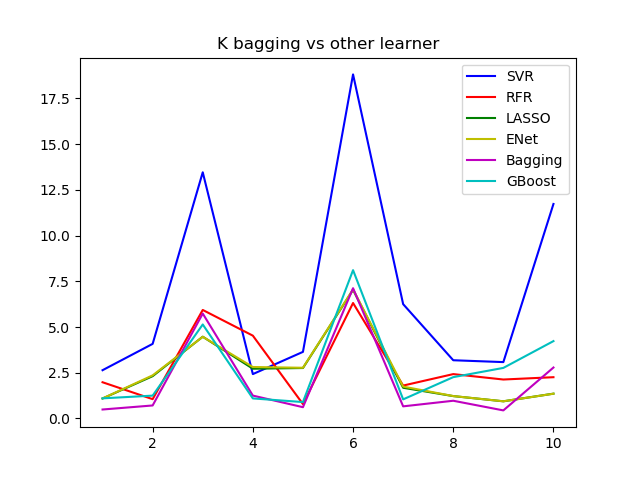 K bagging vs other learner
SVR
RFR
LASSO
ENet
Bagging
GBoost
17.5
15.0
12.5
10.0
7.5
5.0
2.5
0.0
2 4 6 8 10